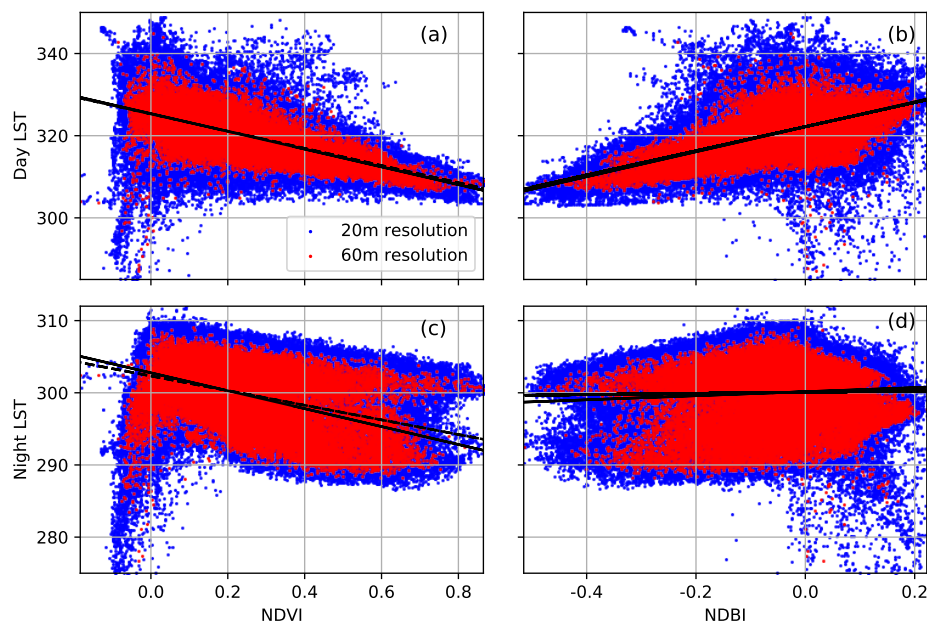 (a)
(b)
340
320
300
Day LST
20m resolution
60m resolution
(c)
(d)
310
300
290
280
Night LST
0.0 0.2 0.4 0.6 0.8
-0.4 -0.2 0.0 0.2
NDVI
NDBI